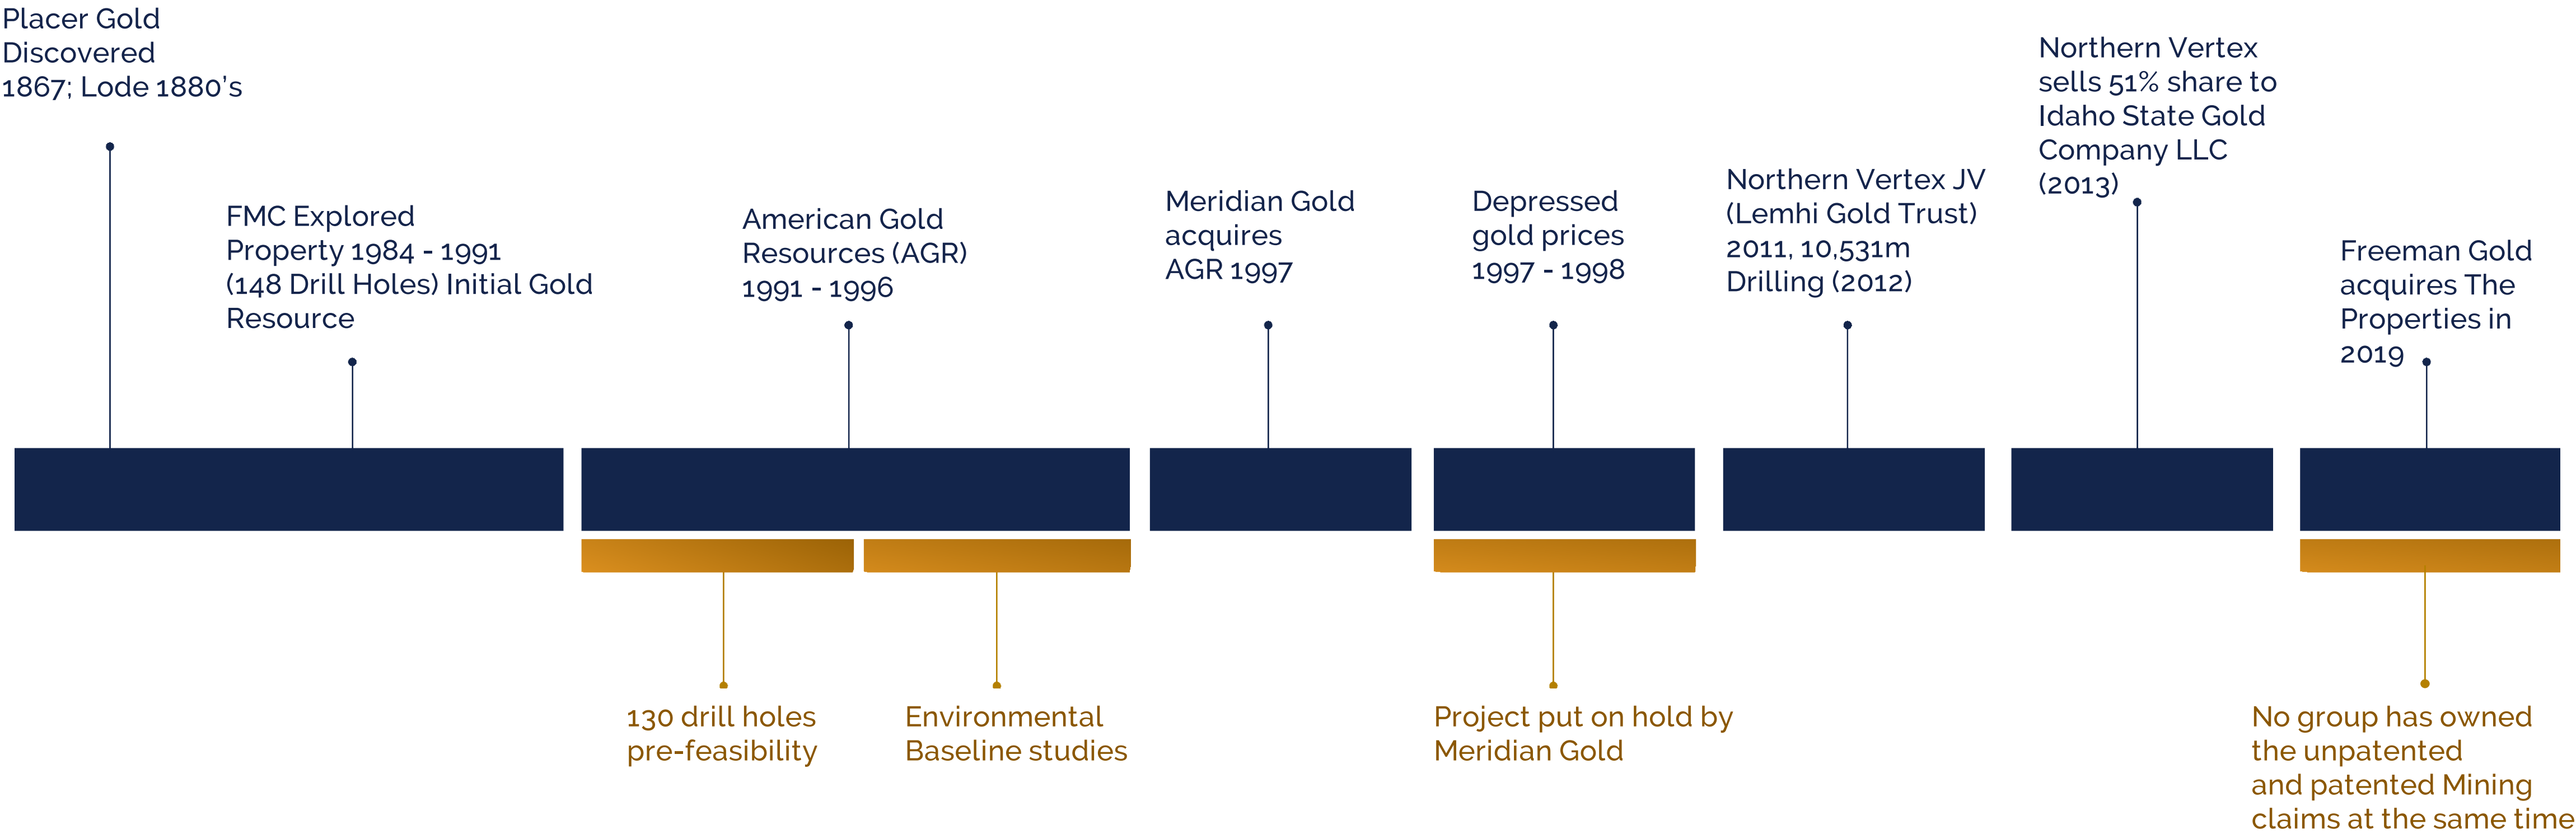 Placer Gold
Discovered
1867; Lode 1880's
FMC Explored
Property 1984 - 1991
(148 Drill Holes) Initial Gold
Resource
American Gold
Resources (AGR)
1991 - 1996
Meridian Gold
acquires
AGR 1997
Depressed
gold prices
1997 - 1998
Northern Vertex JV
(Lemhi Gold Trust)
2011, 10,531m
Drilling (2012)
Northern Vertex
sells 51% share to
Idaho State Gold
Company LLC
(2013)
Freeman Gold
acquires The
Properties in
2019
130 drill holes
pre-feasibility
Environmental
Baseline studies
Project put on hold by
Meridian Gold
No group has owned
the unpatented
and patented Mining
claims at the same time